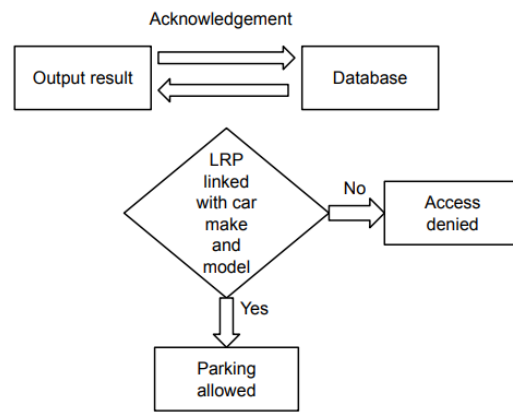 Acknowledgement
Output result
Database
LRP
linked
with car
make
and
model
No
Access
denied
Yes
Parking
allowed